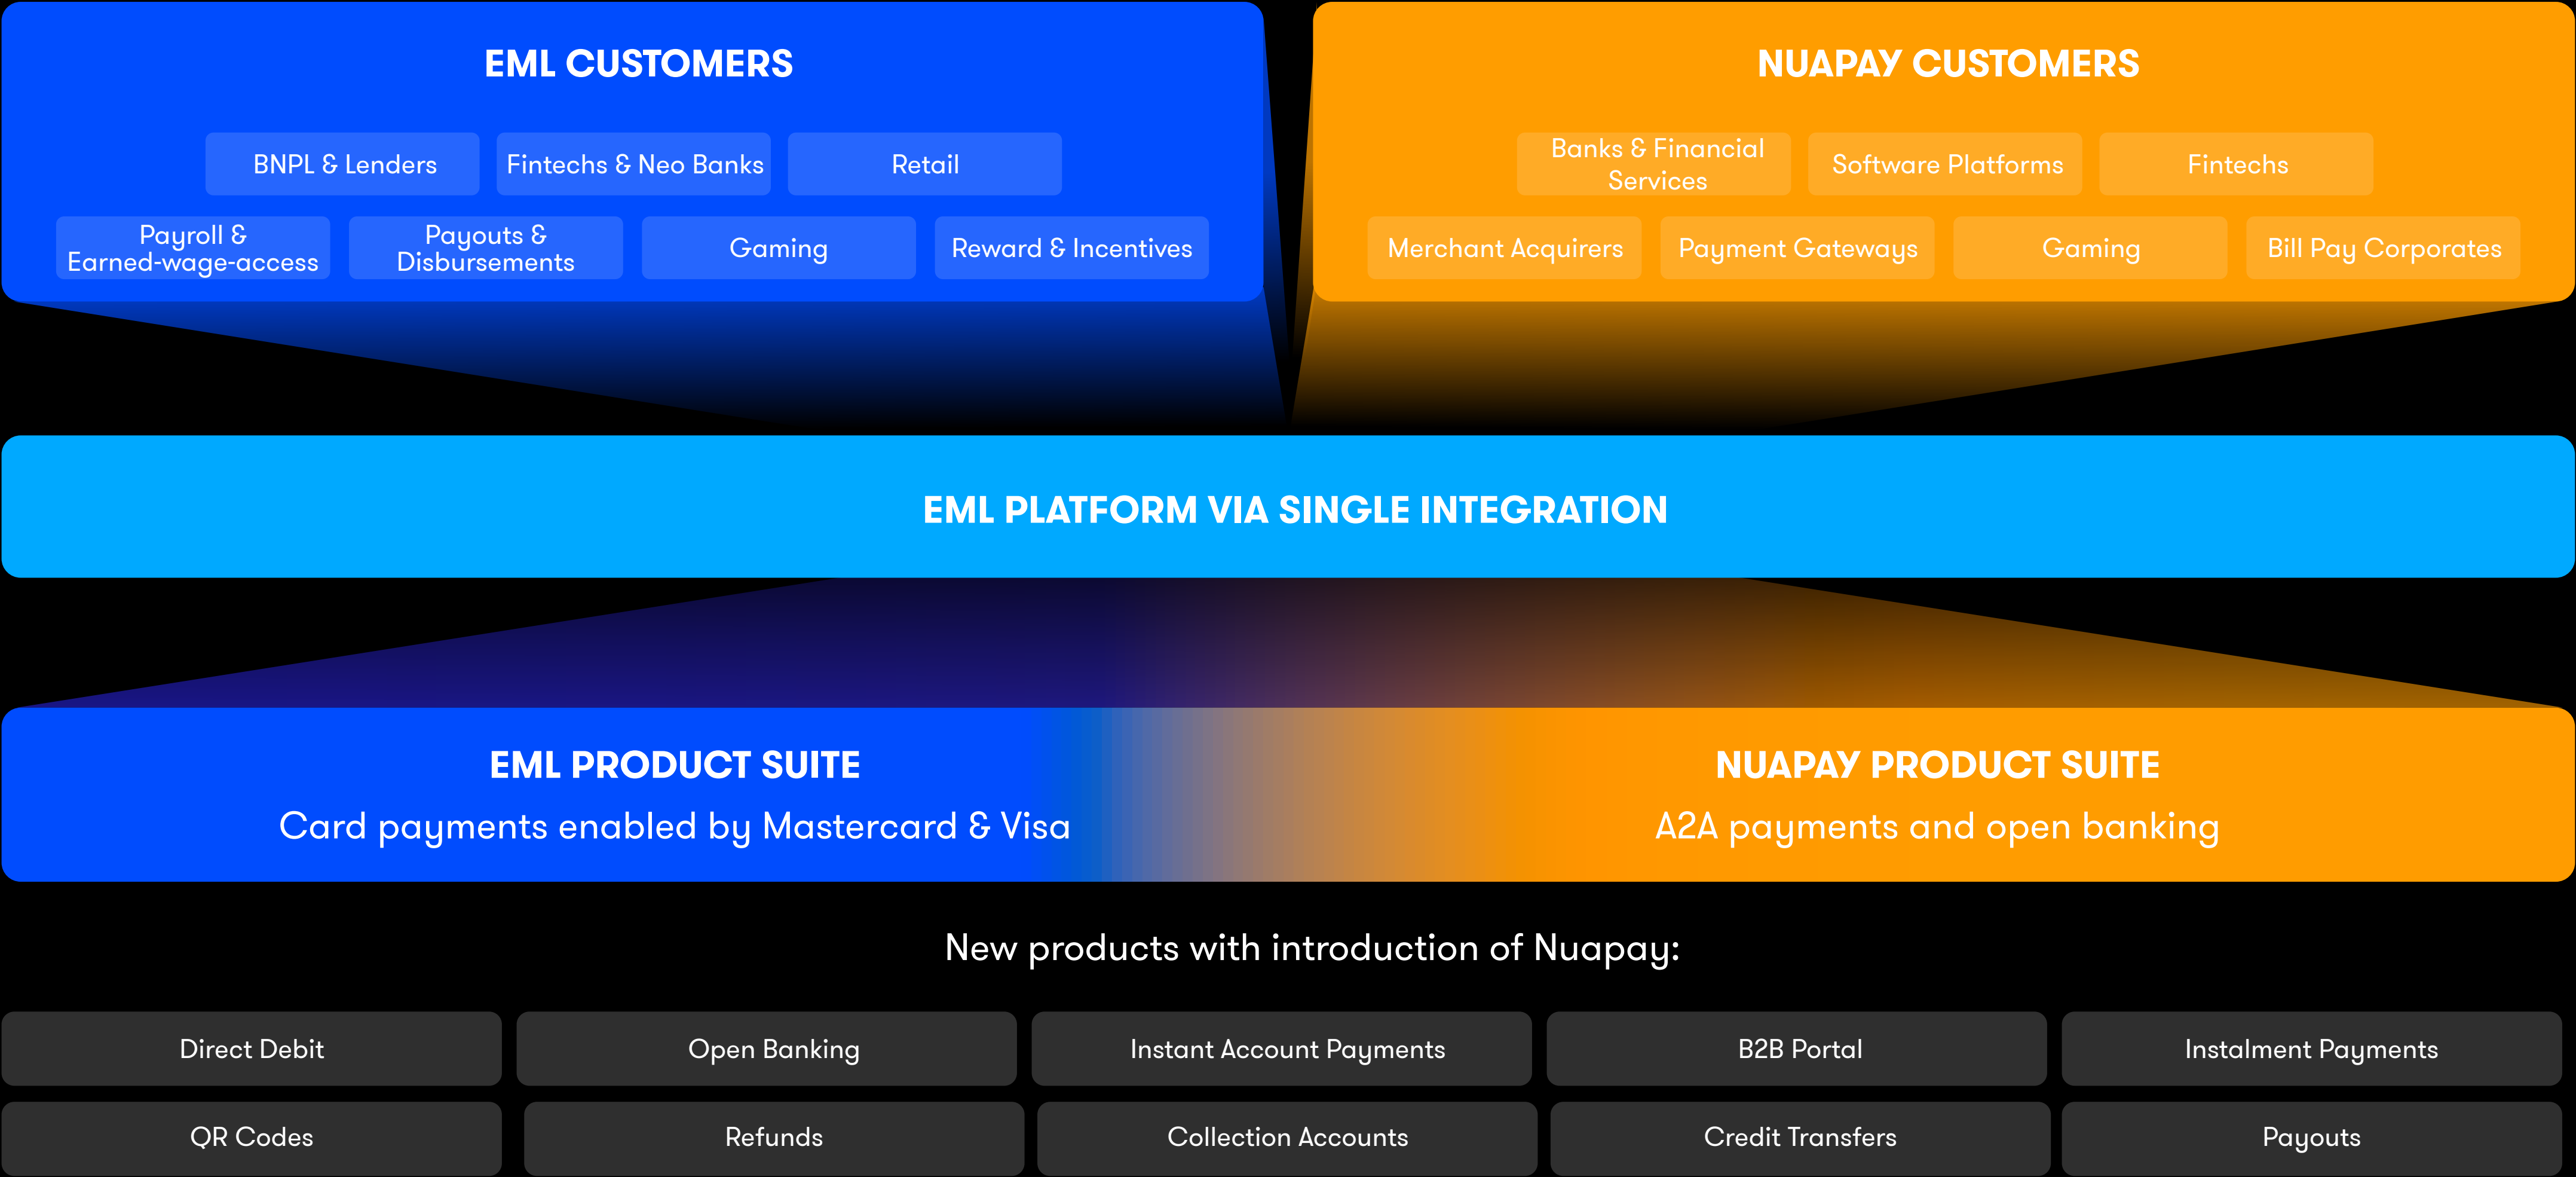 EML CUSTOMERS
BNPL & Lenders
Fintechs & Neo Banks
Retail
Payroll &
Earned-wage-access
Payouts &
Disbursements
Gaming
Reward & Incentives
NUAPAY CUSTOMERS
Banks & Financial
Services
Software Platforms
Fintechs
Merchant Acquirers
Payment Gateways
Gaming
Bill Pay Corporates
EML PLATFORM VIA SINGLE INTEGRATION
EML PRODUCT SUITE
Card payments enabled by Mastercard & Visa
NUAPAY PRODUCT SUITE
A2A payments and open banking
New products with introduction of Nuapay:
Direct Debit
Open Banking
Instant Account Payments
B2B Portal
Instalment Payments
QR Codes
Refunds
Collection Accounts
Credit Transfers
Payouts